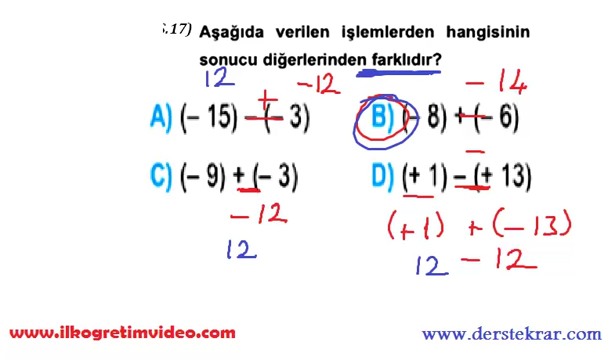 5.17) Aşağıda verilen işlemlerden hangisinin
sonucu diğerlerinden farklıdır?
12 + -12 - 14
A) (- 15) - (- 3) B) (- 8) + (- 6)
-
C) (- 9) + (- 3) D) (+ 1) - (+ 13)
- 12 (+1) + (- 13)
12 12 - 12
www.ilkogretimvideo.com www.derstekrar.com